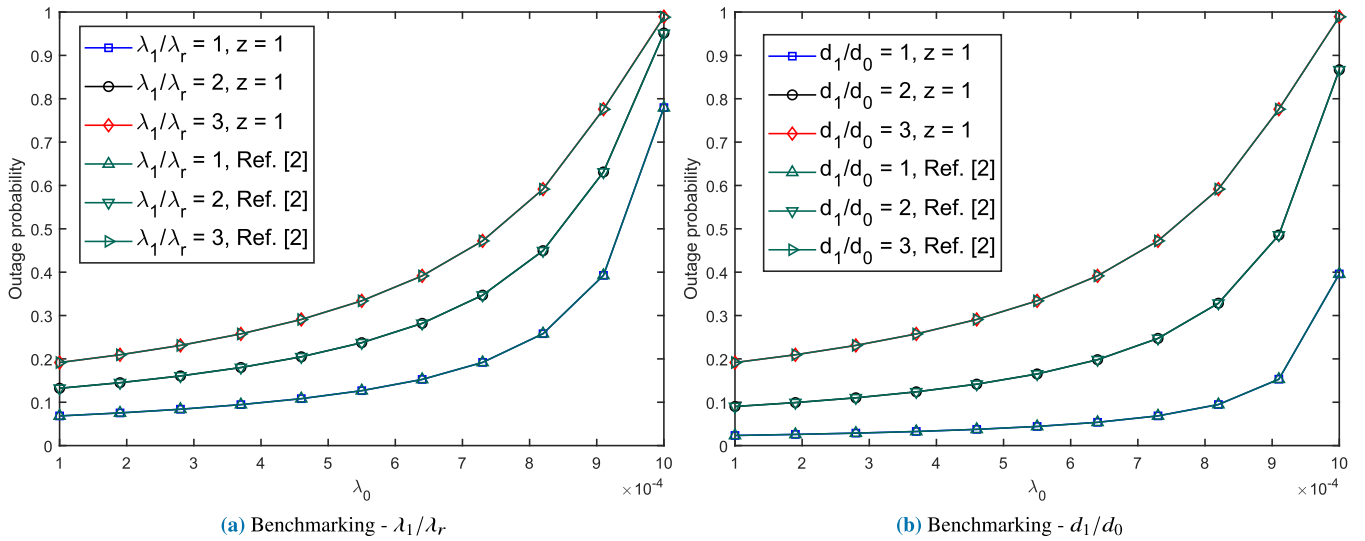 1
0.9
0.8
0.7
0.6
0.5
0.4
0.3
0.2
0.1
0
Outage probability
λ1/λr = 1, z = 1
λ1/λr = 2, z = 1
λ1/λr = 3, z = 1
λ1/λr = 1, Ref. [2]
λ1/λr = 2, Ref. [2]
λ1/λr = 3, Ref. [2]
1 2 3 4 5 6 7 8 9 10
λ0
×10-4
(a) Benchmarking - λ1/λr
1
0.9
0.8
0.7
0.6
0.5
0.4
0.3
0.2
0.1
0
Outage probability
d1/d0 = 1, z = 1
d1/d0 = 2, z = 1
d1/d0 = 3, z = 1
d1/d0 = 1, Ref. [2]
d1/d0 = 2, Ref. [2]
d1/d0 = 3, Ref. [2]
1 2 3 4 5 6 7 8 9 10
λ0
×10-4
(b) Benchmarking - d1/d0